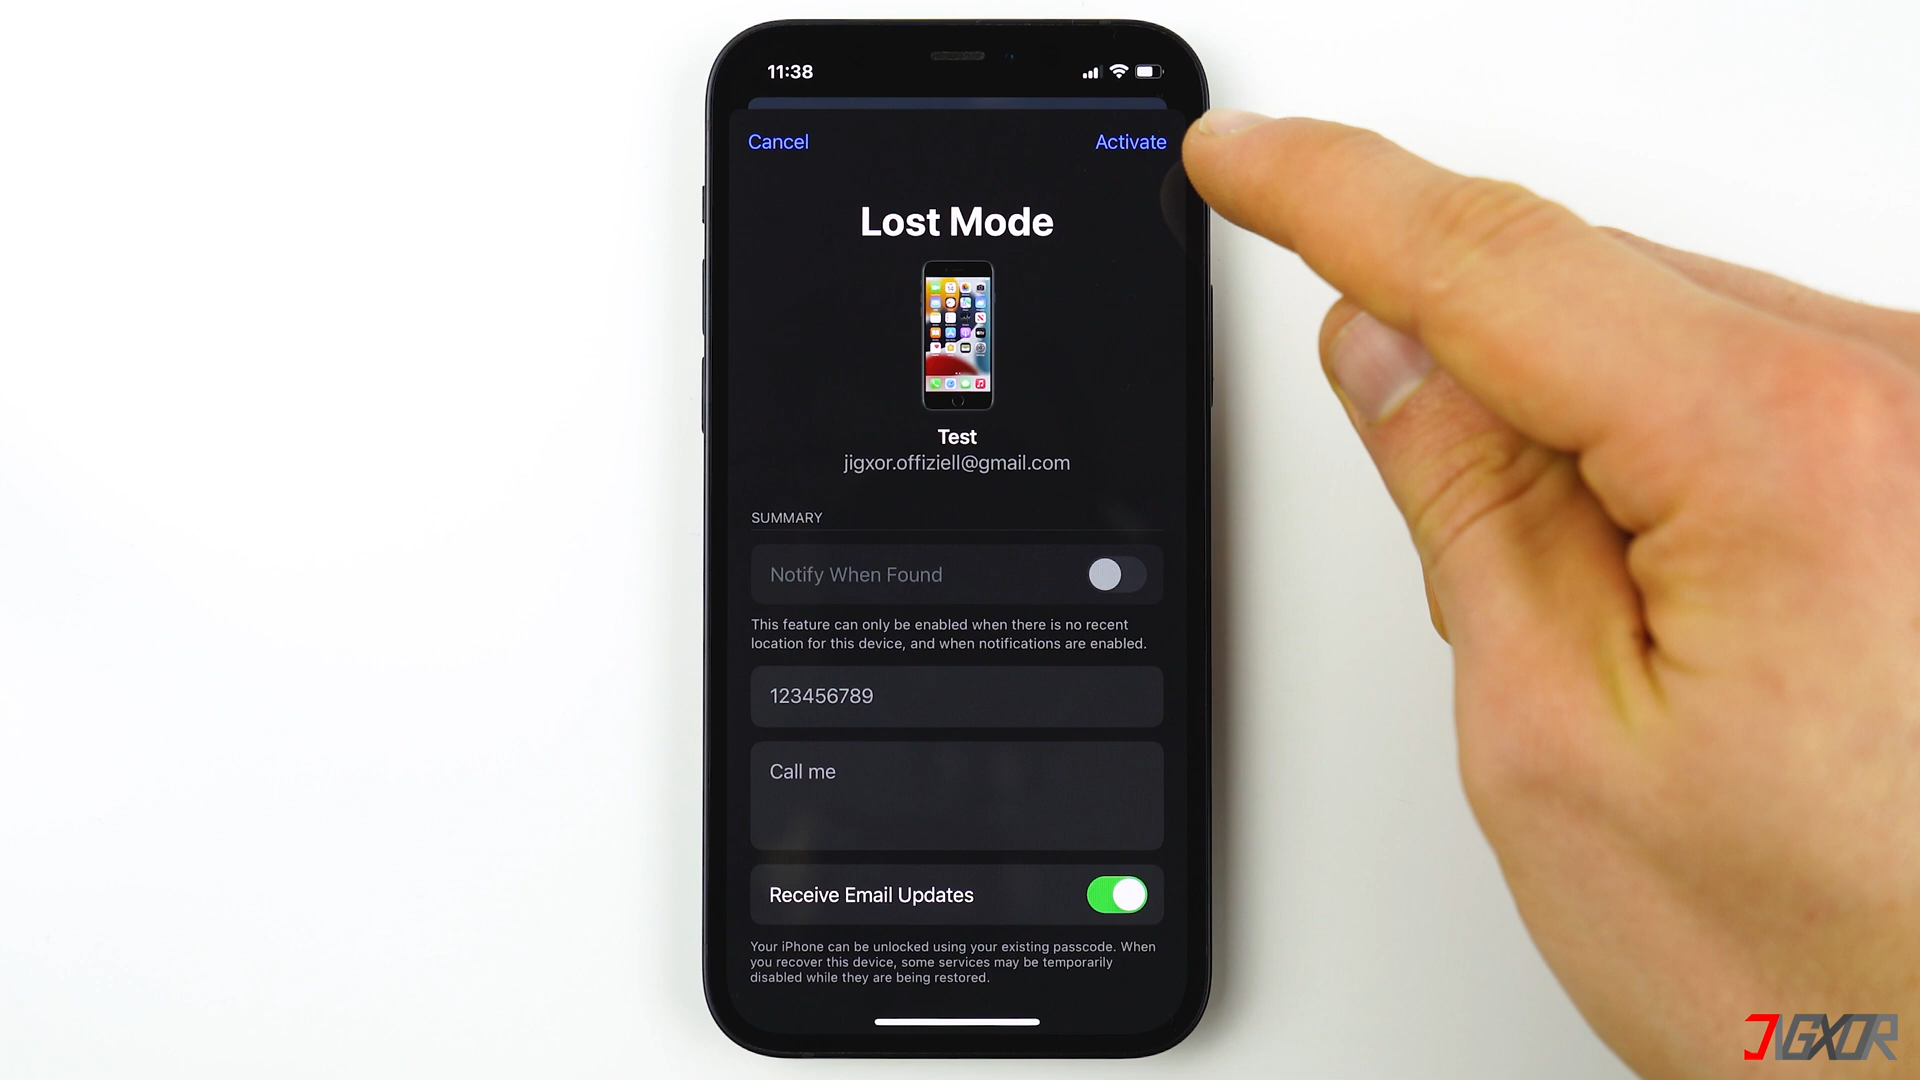 11:38
Cancel
Activate
Lost Mode
Test
jigxor.offiziell@gmail.com
SUMMARY
Notify When Found
This feature can only be enabled when there is no recent
location for this device, and when notifications are enabled.
123456789
Call me
Receive Email Updates
Your iPhone can be unlocked using your existing passcode. When
you recover this device, some services may be temporarily
disabled while they are being restored.
JIGXOR